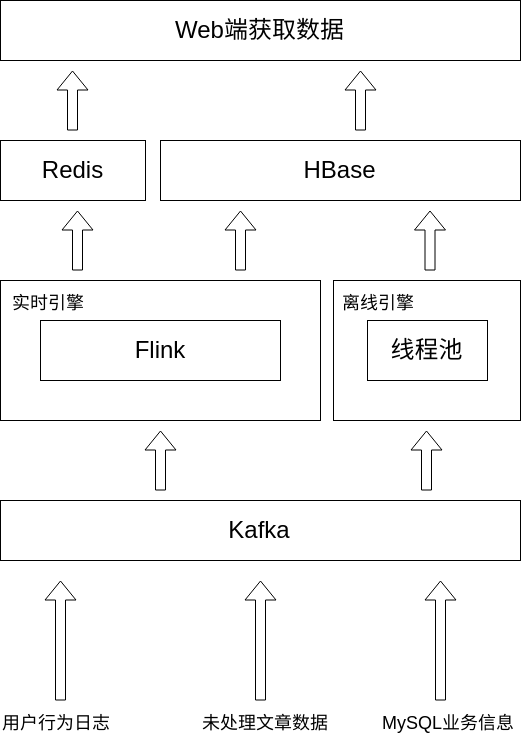 Web端获取数据
Redis
HBase
实时引擎
离线引擎
Flink
线程池
Kafka
用户行为日志
未处理文章数据
MySQL业务信息